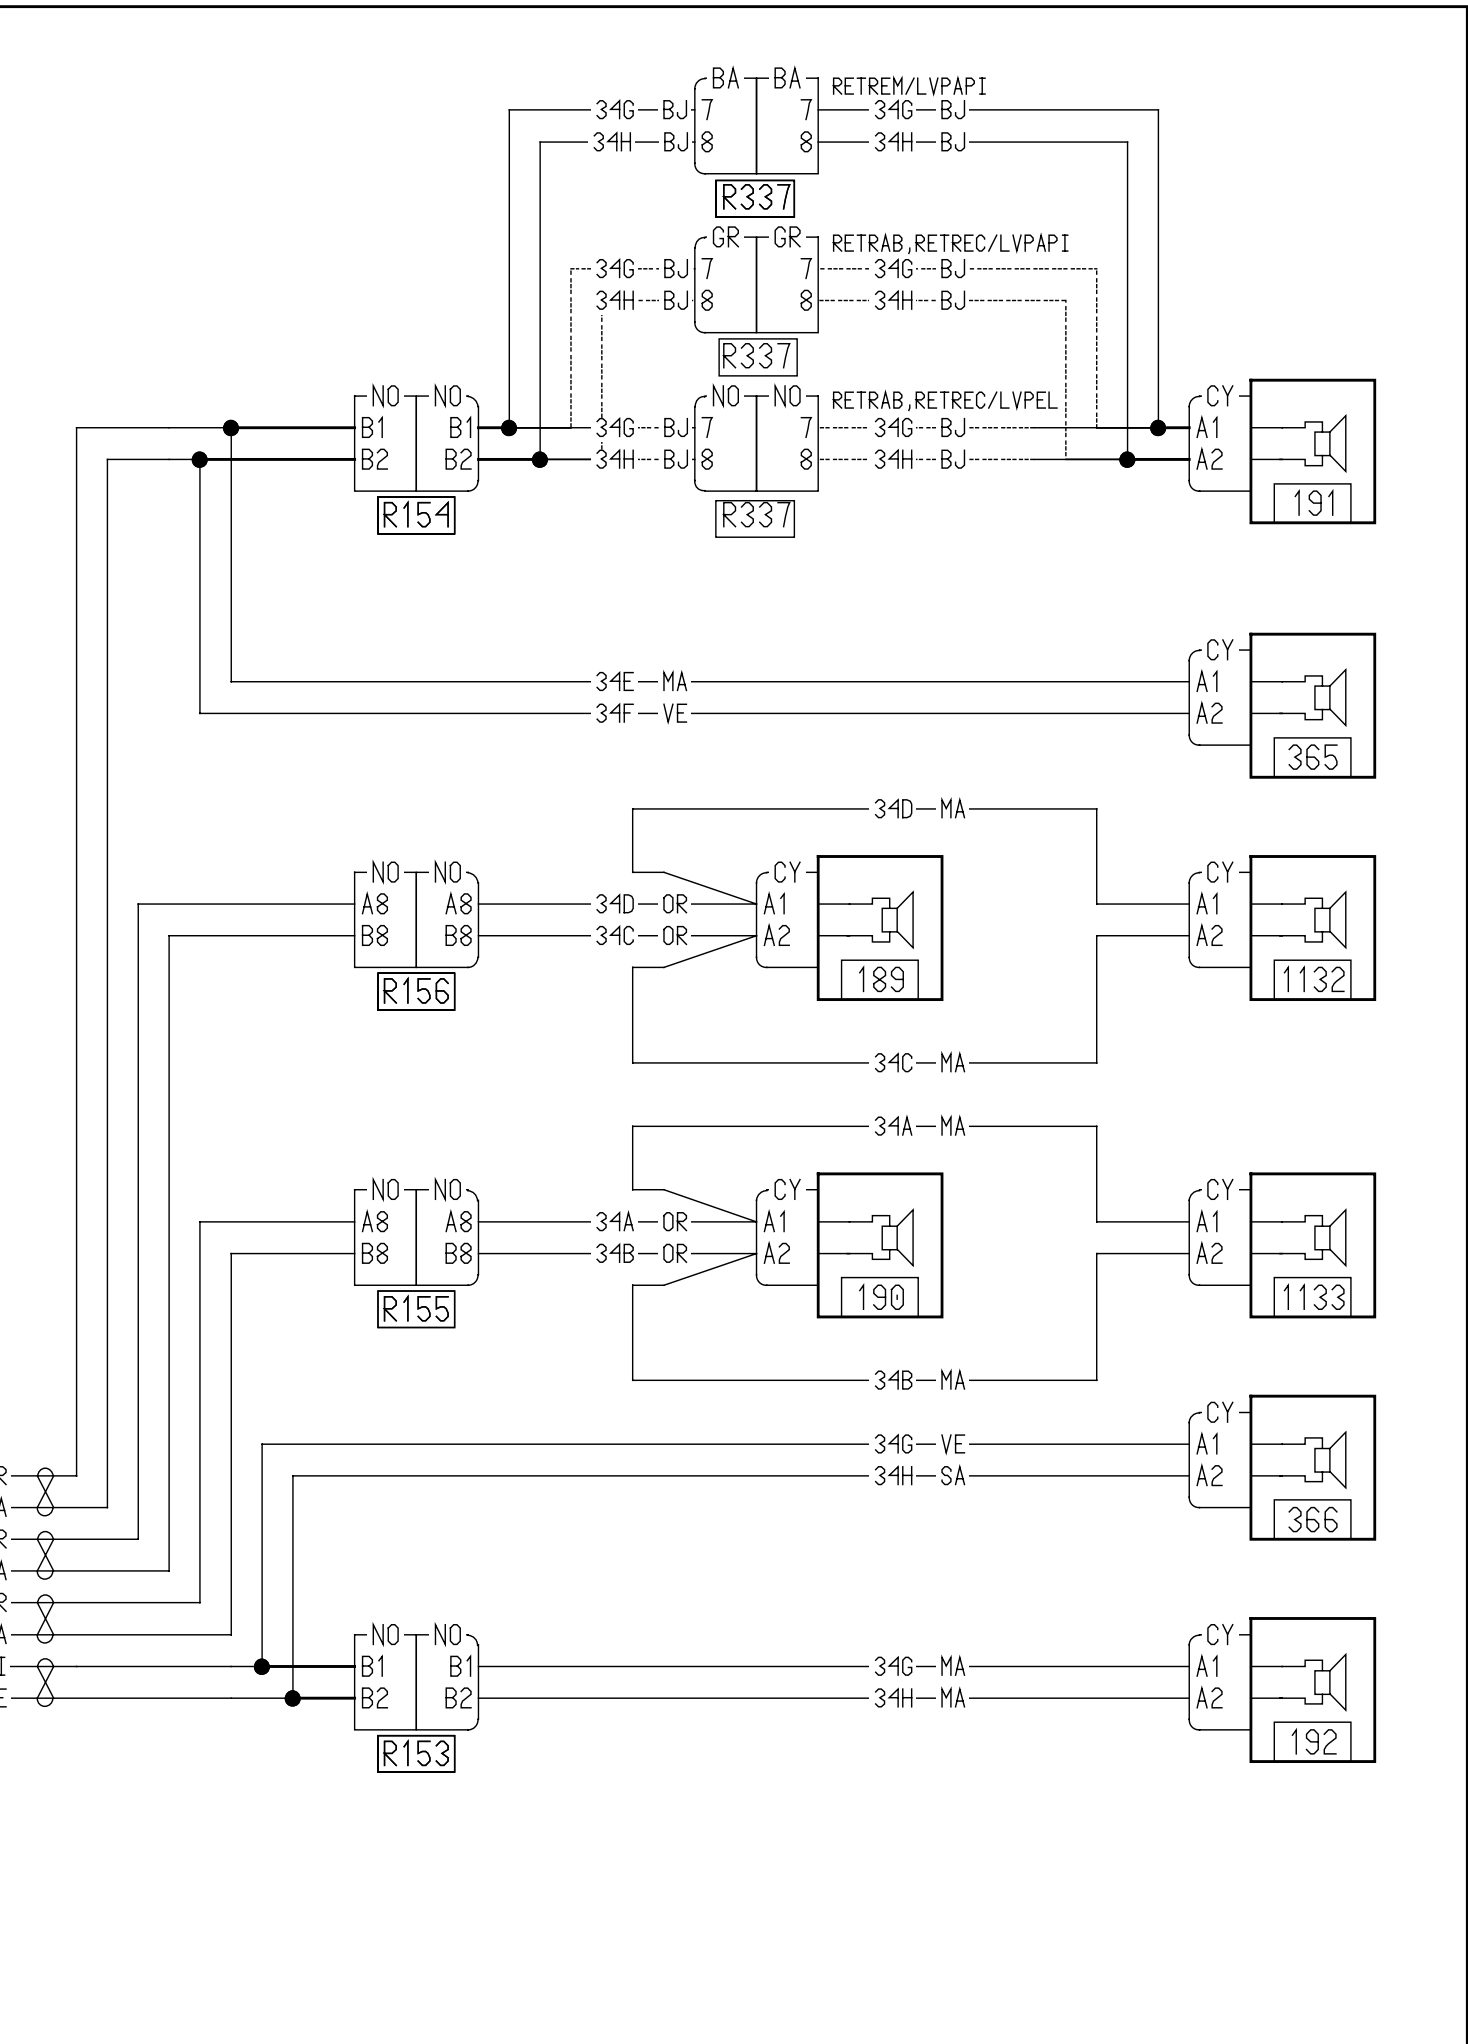 BA BA RETREM/LVPAPI
34G BJ 7 7 34G BJ
34H BJ 8 8 34H BJ
R337
GR GR RETRAB,RETREC/LVPAPI
34G BJ 7 7 34G BJ
34H BJ 8 8 34H BJ
R337
NO NO NO NO RETRAB,RETREC/LVPEL CY
B1 B1 34G BJ 7 7 34G BJ A1
B2 B2 34H BJ 8 8 34H BJ A2
R154 R337 191
CY
34E MA A1
34F VE A2
365
34D MA
NO NO CY CY
A8 A8 34D OR A1 A1
B8 B8 34C OR A2 A2
R156 189 1132
34C MA
34A MA
NO NO CY CY
A8 A8 34A OR A1 A1
B8 B8 34B OR A2 A2
R155 190 1133
34B MA
CY
34G VE A1
R 34H SA A2
A
366
R
A
R
A NO NO CY
I B1 B1 34G MA A1
E B2 B2 34H MA A2
R153 192